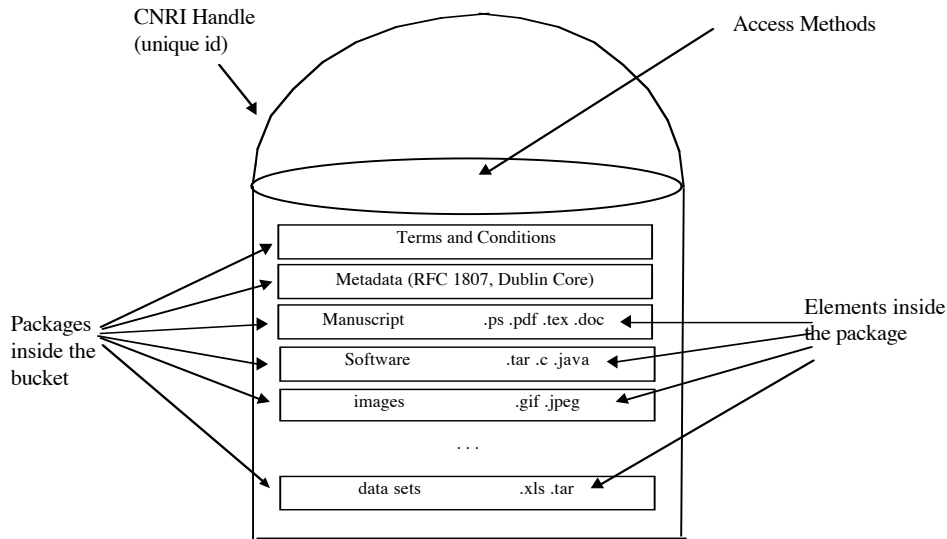 CNRI Handle
(unique id)
Access Methods
Terms and Conditions
Metadata (RFC 1807, Dublin Core)
Manuscript .ps .pdf .tex .doc
Software .tar .c .java
images .gif .jpeg
. . .
data sets .xls .tar
Packages
inside the
bucket
Elements inside
the package